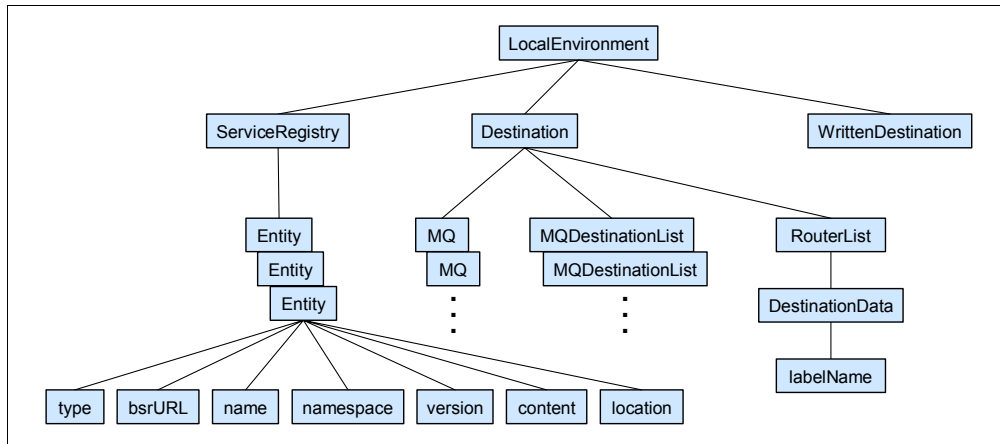 LocalEnvironment
ServiceRegistry
Destination
WrittenDestination
Entity
MQ
MQDestinationList
RouterList
Entity
MQ
MQDestinationList
Entity
DestinationData
labelName
type
bsrURL
name
namespace
version
content
location